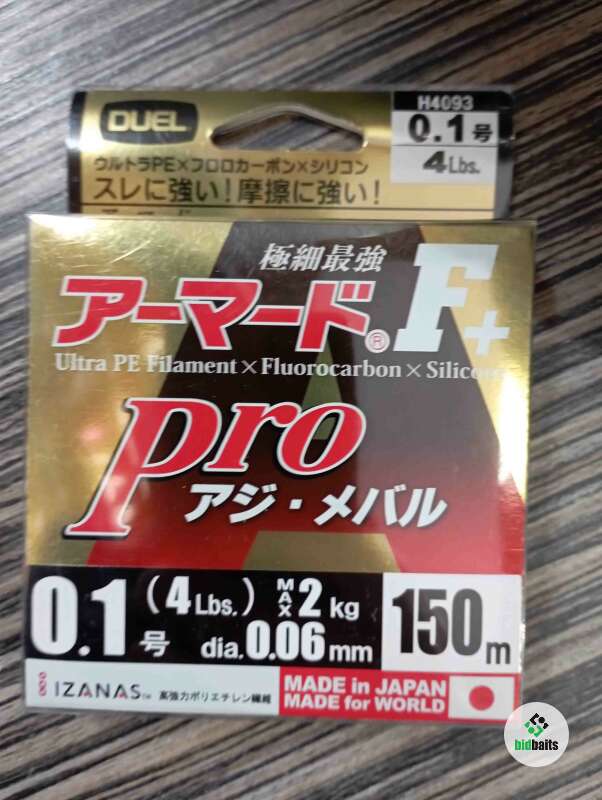 DUEL
H4093
0.1号
4Lbs.
ウルトラPE×フロロカーボン×シリコン
スレに強い!摩擦に強い!
極細最強
アーマード® F+
Ultra PE Filament×Fluorocarbon×Silicone
Pro
アジ・メバル
0.1号 (4Lbs.) MAX 2kg
dia. 0.06mm
150m
IZANAS™ 高強力ポリエチレン繊維
MADE in JAPAN
MADE for WORLD
bidbaits